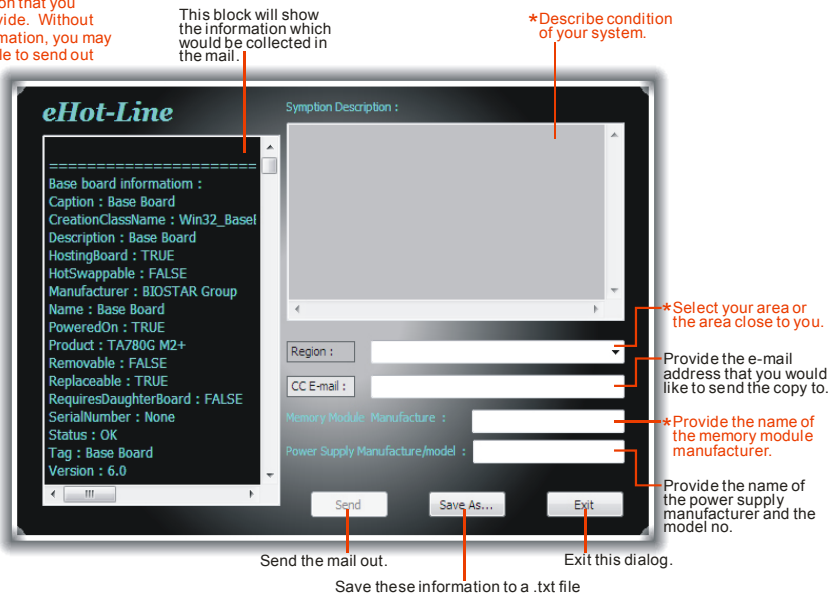 on that you
vide. Without
mation, you may
le to send out
This block will show
the information which
would be collected in
the mail.
*Describe condition
of your system.
eHot-Line
Symption Description :
=======================
Base board informatiom :
Caption : Base Board
CreationClassName : Win32_BaseB
Description : Base Board
HostingBoard : TRUE
HotSwappable : FALSE
Manufacturer : BIOSTAR Group
Name : Base Board
PoweredOn : TRUE
Product : TA780G M2+
Removable : FALSE
Replaceable : TRUE
RequiresDaughterBoard : FALSE
SerialNumber : None
Status : OK
Tag : Base Board
Version : 6.0
Region :
CC E-mail :
Memory Module Manufacture :
Power Supply Manufacture/model :
Send
Save As...
Exit
*Select your area or
the area close to you.
Provide the e-mail
address that you would
like to send the copy to.
*Provide the name of
the memory module
manufacturer.
Provide the name of
the power supply
manufacturer and the
model no.
Send the mail out.
Exit this dialog.
Save these information to a .txt file